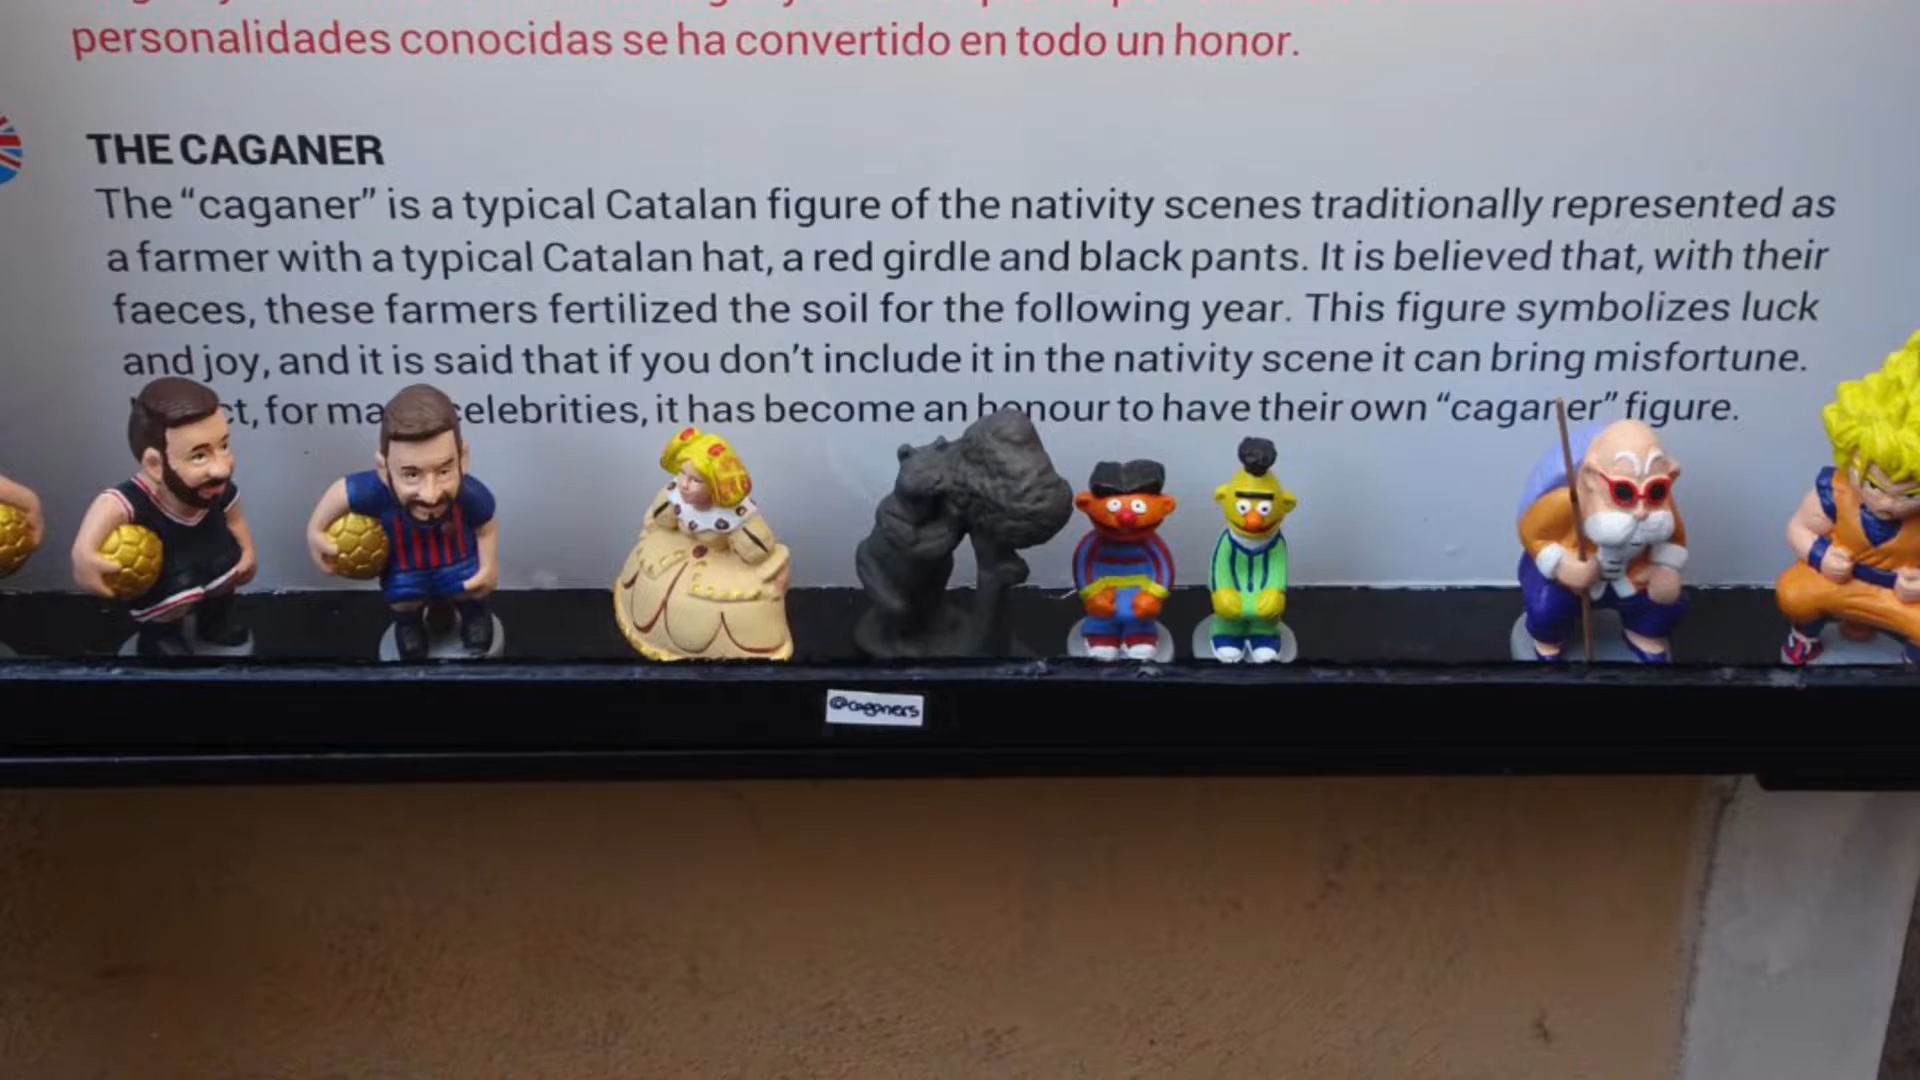 personalidades conocidas se ha convertido en todo un honor.
THE CAGANER
The “caganer” is a typical Catalan figure of the nativity scenes traditionally represented as
a farmer with a typical Catalan hat, a red girdle and black pants. It is believed that, with their
faeces, these farmers fertilized the soil for the following year. This figure symbolizes luck
and joy, and it is said that if you don’t include it in the nativity scene it can bring misfortune.
for celebrities, it has become an honour to have their own “caganer” figure.
@caganers